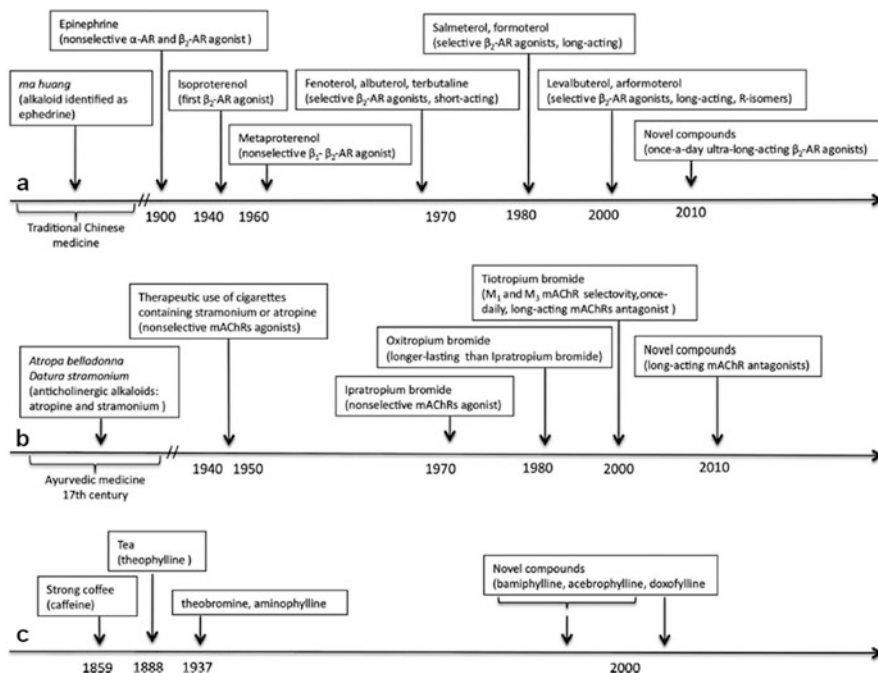 Epinephrine
(nonselective α-AR and β₂-AR agonist )
Salmeterol, formoterol
(selective β₂-AR agonists, long-acting)
ma huang
(alkaloid identified as
ephedrine)
Isoproterenol
(first β₂-AR agonist)
Fenoterol, albuterol, terbutaline
(selective β₂-AR agonists, short-acting)
Levalbuterol, arformoterol
(selective β₂-AR agonists, long-acting, R-isomers)
Metaproterenol
(nonselective β₁- β₂-AR agonist)
Novel compounds
(once-a-day ultra-long-acting β₂-AR agonists)
a
1900 1940 1960 1970 1980 2000 2010
Traditional Chinese
medicine
Tiotropium bromide
(M₁ and M₃ mAChR selectovity,once-
daily, long-acting mAChRs antagonist )
Therapeutic use of cigarettes
containing stramonium or atropine
(nonselective mAChRs agonists)
Oxitropium bromide
(longer-lasting than Ipratropium bromide)
Novel compounds
(long-acting mAChR antagonists)
Atropa belladonna
Datura stramonium
(anticholinergic alkaloids:
atropine and stramonium )
Ipratropium bromide
(nonselective mAChRs agonist)
b
1940 1950 1970 1980 2000 2010
Ayurvedic medicine
17th century
Tea
(theophylline )
Novel compounds
(bamiphylline, acebrophylline, doxofylline)
Strong coffee
(caffeine)
theobromine, aminophylline
c
1859 1888 1937 2000